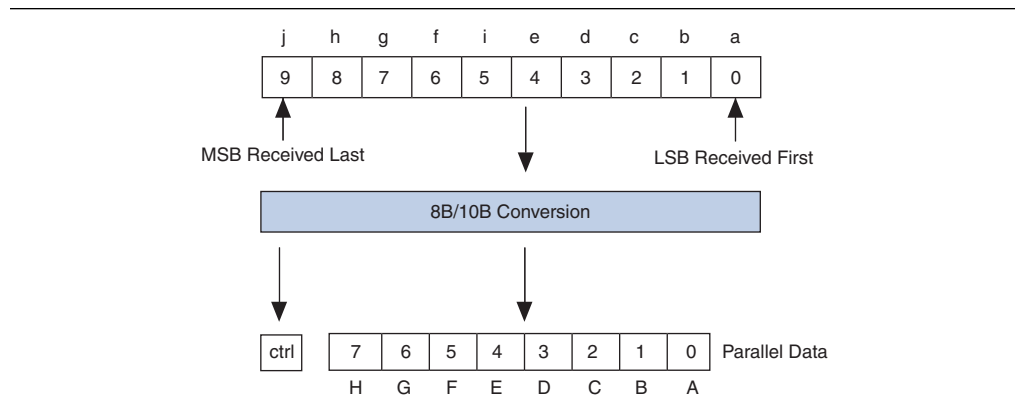 j h g f i e d c b a
9 8 7 6 5 4 3 2 1 0
MSB Received Last
LSB Received First
8B/10B Conversion
ctrl
7 6 5 4 3 2 1 0
Parallel Data
H G F E D C B A